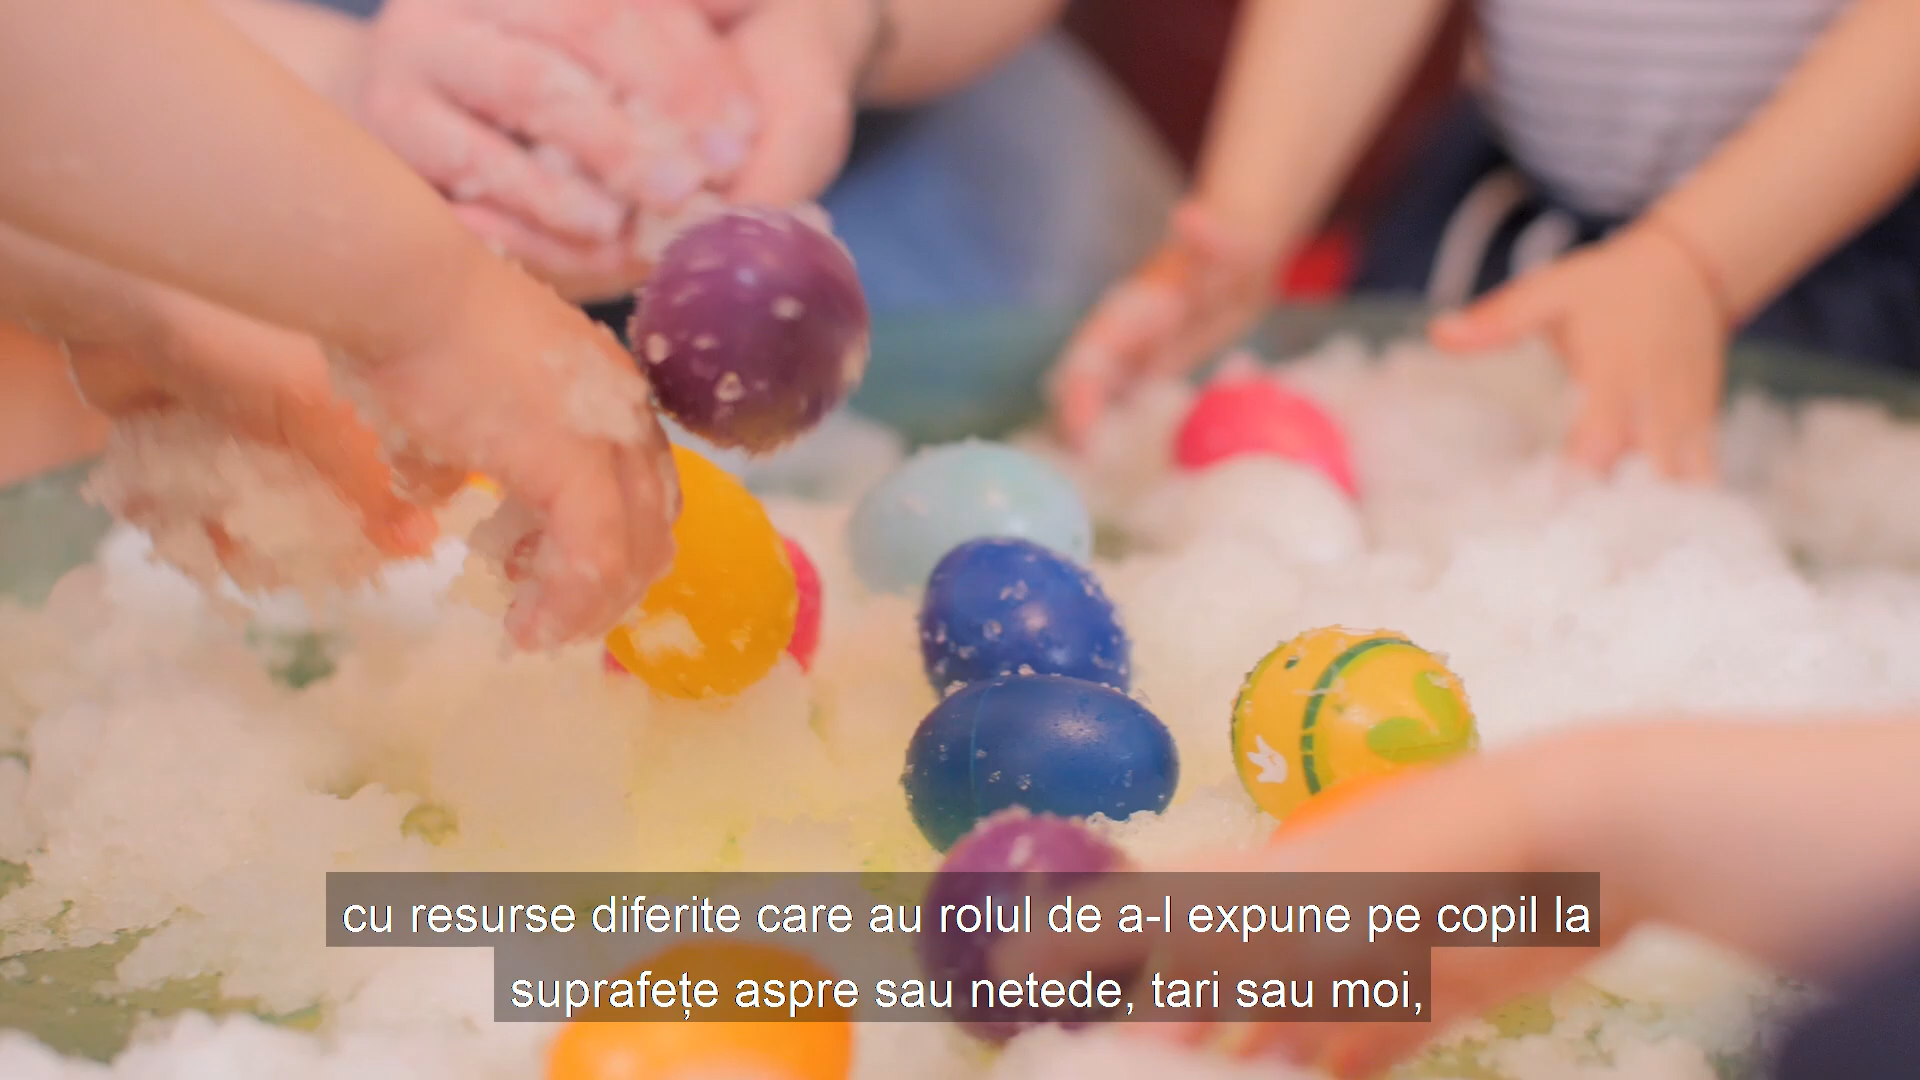 cu resurse diferite care au rolul de a-l expune pe copil la
suprafețe aspre sau netede, tari sau moi,